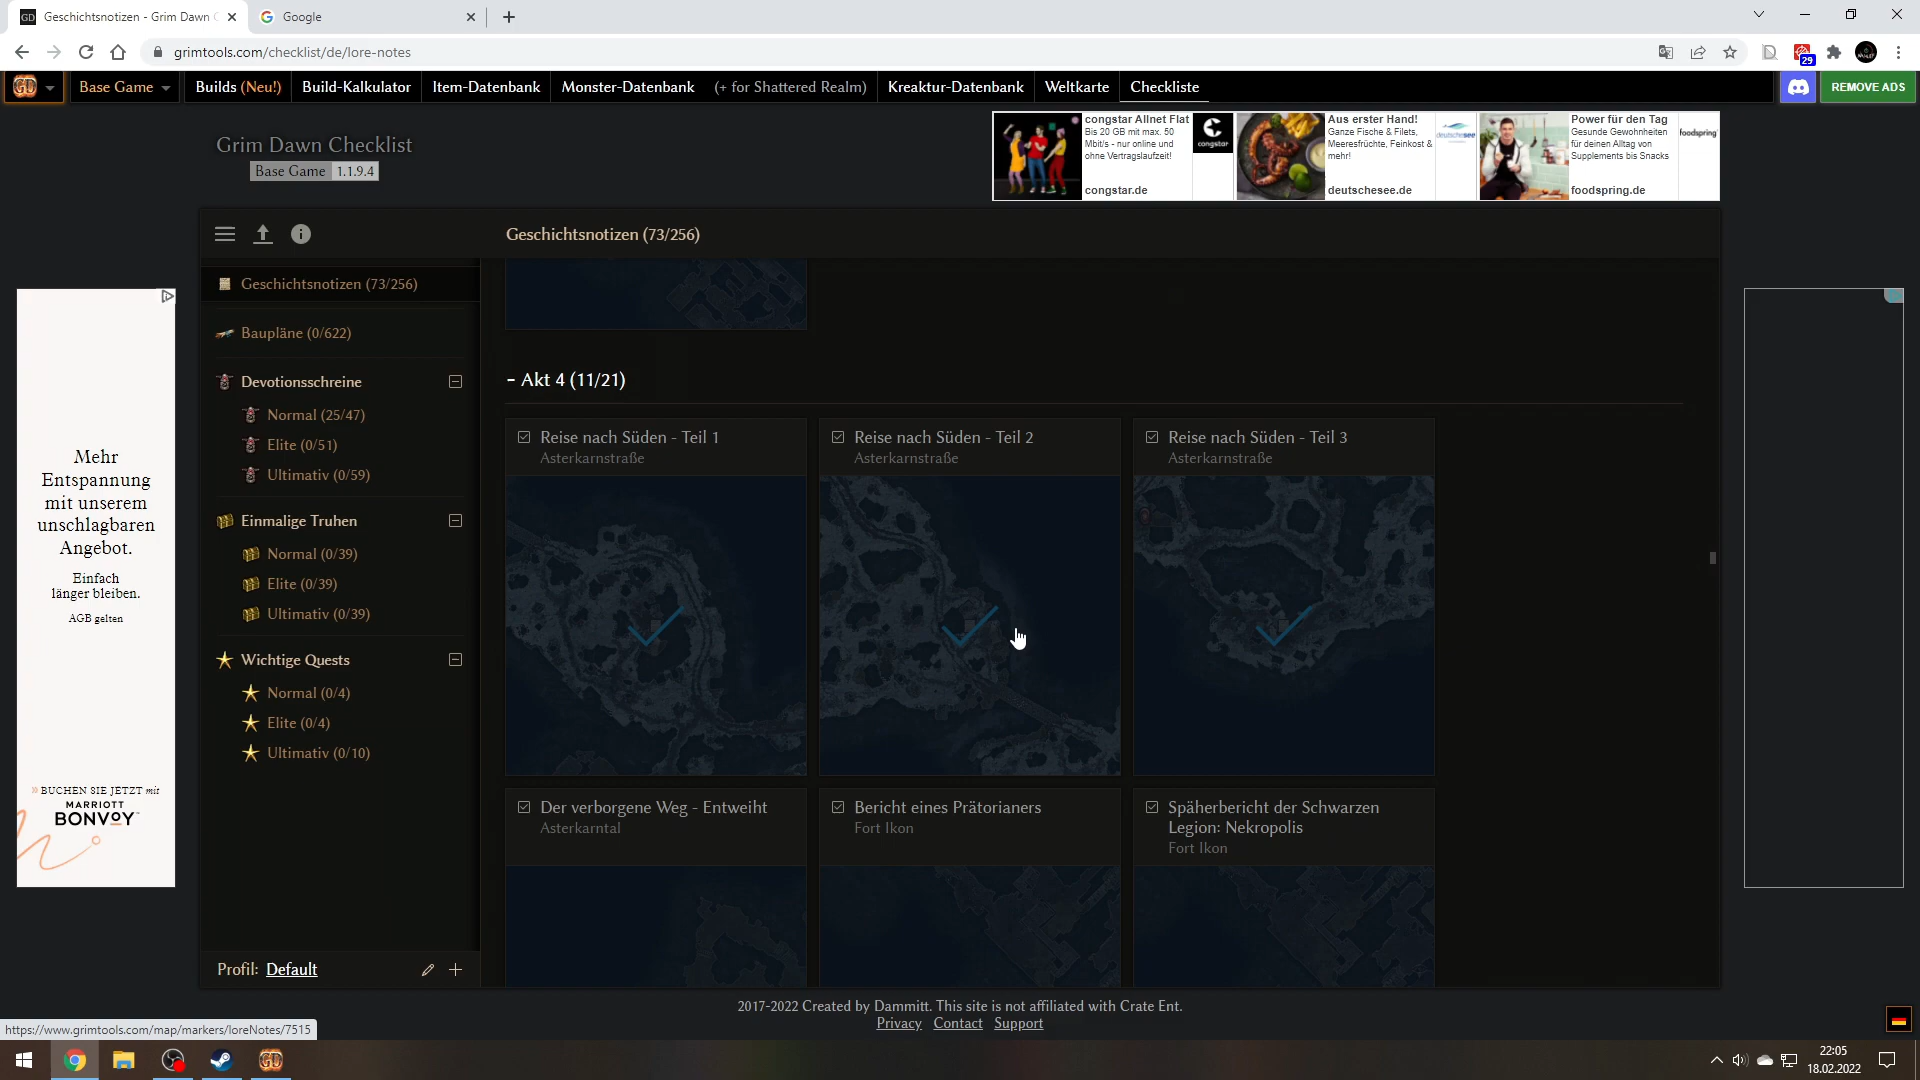 Geschichtsnotizen - Grim Dawn C
Google
grimtools.com/checklist/de/lore-notes
29
Base Game
Builds (Neu!)
Build-Kalkulator
Item-Datenbank
Monster-Datenbank
(+ for Shattered Realm)
Kreaktur-Datenbank
Weltkarte
Checkliste
REMOVE ADS
Grim Dawn Checklist
Base Game 1.1.9.4
congstar Allnet Flat
Bis 20 GB mit max. 50
Mbit/s - nur online und
ohne Vertragslaufzeit!
congstar.de
congstar
Aus erster Hand!
Ganze Fische & Filets,
Meeresfrüchte, Feinkost &
mehr!
deutschesee.de
deutschesee
Power für den Tag
Gesunde Gewohnheiten
für deinen Alltag von
Supplements bis Snacks
foodspring.de
foodspring
Geschichtsnotizen (73/256)
Geschichtsnotizen (73/256)
Baupläne (0/622)
Devotionsschreine
Normal (25/47)
Elite (0/51)
Ultimativ (0/59)
Einmalige Truhen
Normal (0/39)
Elite (0/39)
Ultimativ (0/39)
Wichtige Quests
Normal (0/4)
Elite (0/4)
Ultimativ (0/10)
Profil: Default
- Akt 4 (11/21)
Reise nach Süden - Teil 1
Asterkarnstraße
Reise nach Süden - Teil 2
Asterkarnstraße
Reise nach Süden - Teil 3
Asterkarnstraße
Der verborgene Weg - Entweiht
Asterkarntal
Bericht eines Prätorianers
Fort Ikon
Späherbericht der Schwarzen
Legion: Nekropolis
Fort Ikon
Mehr
Entspannung
mit unserem
unschlagbaren
Angebot.
Einfach
länger bleiben.
AGB gelten
» BUCHEN SIE JETZT mit
MARRIOTT
BONVOY
2017-2022 Created by Dammitt. This site is not affiliated with Crate Ent.
Privacy Contact Support
https://www.grimtools.com/map/markers/loreNotes/7515
22:05
18.02.2022